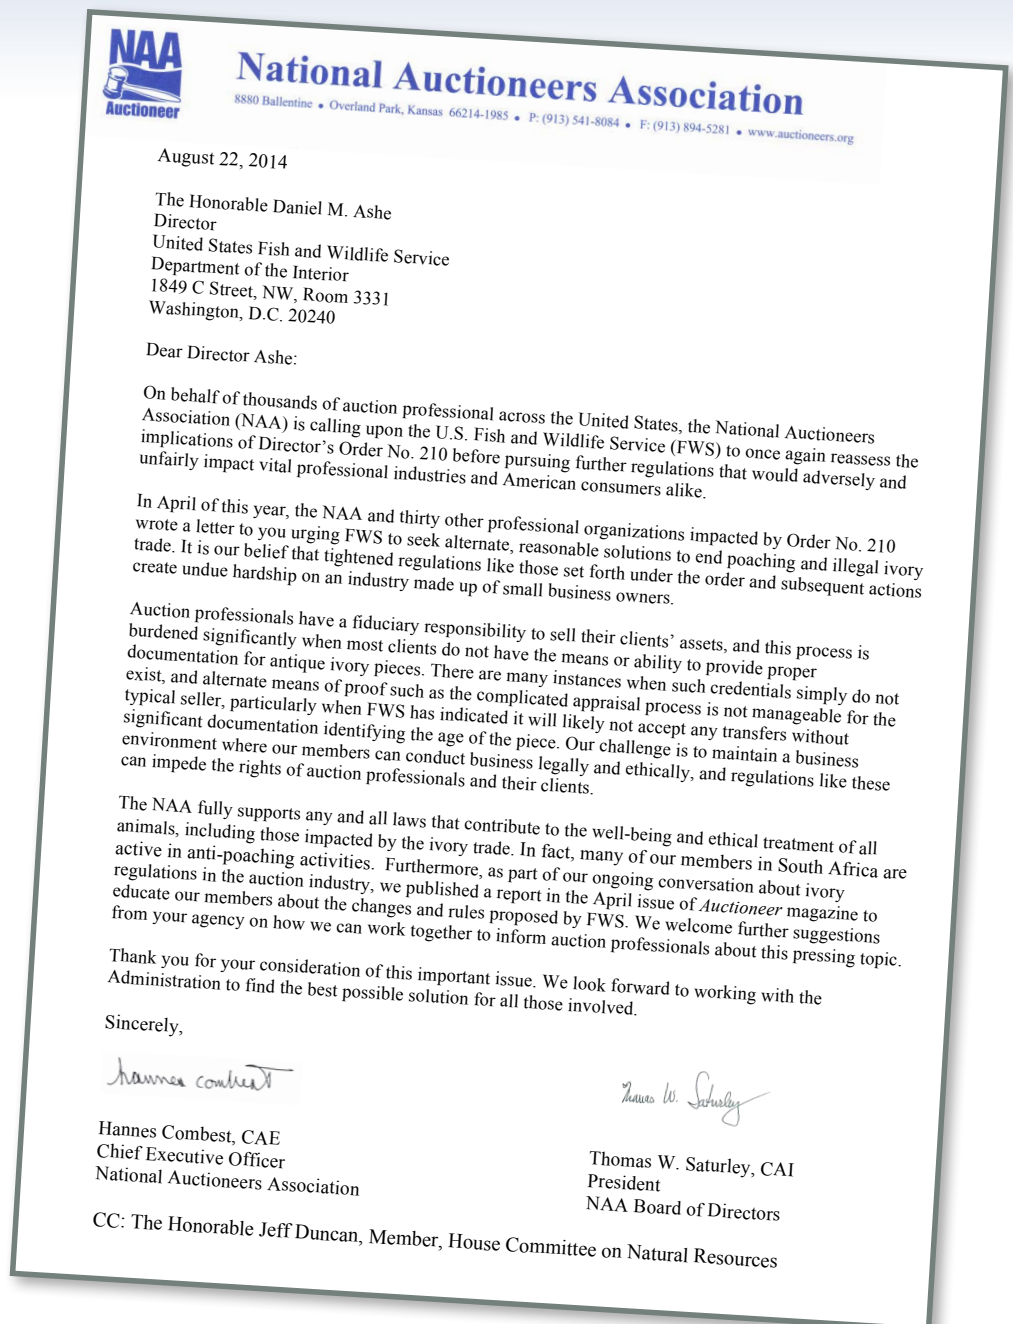 NAA
Auctioneer
National Auctioneers Association
8880 Ballentine • Overland Park, Kansas 66214-1985 • P: (913) 541-8084 • F: (913) 894-5281 • www.auctioneers.org
August 22, 2014
The Honorable Daniel M. Ashe
Director
United States Fish and Wildlife Service
Department of the Interior
1849 C Street, NW, Room 3331
Washington, D.C. 20240
Dear Director Ashe:
On behalf of thousands of auction professional across the United States, the National Auctioneers
Association (NAA) is calling upon the U.S. Fish and Wildlife Service (FWS) to once again reassess the
implications of Director's Order No. 210 before pursuing further regulations that would adversely and
unfairly impact vital professional industries and American consumers alike.
In April of this year, the NAA and thirty other professional organizations impacted by Order No. 210
wrote a letter to you urging FWS to seek alternate, reasonable solutions to end poaching and illegal ivory
trade. It is our belief that tightened regulations like those set forth under the order and subsequent actions
create undue hardship on an industry made up of small business owners.
Auction professionals have a fiduciary responsibility to sell their clients' assets, and this process is
burdened significantly when most clients do not have the means or ability to provide proper
documentation for antique ivory pieces. There are many instances when such credentials simply do not
exist, and alternate means of proof such as the complicated appraisal process is not manageable for the
typical seller, particularly when FWS has indicated it will likely not accept any transfers without
significant documentation identifying the age of the piece. Our challenge is to maintain a business
environment where our members can conduct business legally and ethically, and regulations like these
can impede the rights of auction professionals and their clients.
The NAA fully supports any and all laws that contribute to the well-being and ethical treatment of all
animals, including those impacted by the ivory trade. In fact, many of our members in South Africa are
active in anti-poaching activities. Furthermore, as part of our ongoing conversation about ivory
regulations in the auction industry, we published a report in the April issue of Auctioneer magazine to
educate our members about the changes and rules proposed by FWS. We welcome further suggestions
from your agency on how we can work together to inform auction professionals about this pressing topic.
Thank you for your consideration of this important issue. We look forward to working with the
Administration to find the best possible solution for all those involved.
Sincerely,
Hannes Combest
Thomas W. Saturley
Hannes Combest, CAE
Chief Executive Officer
National Auctioneers Association
Thomas W. Saturley, CAI
President
NAA Board of Directors
CC: The Honorable Jeff Duncan, Member, House Committee on Natural Resources